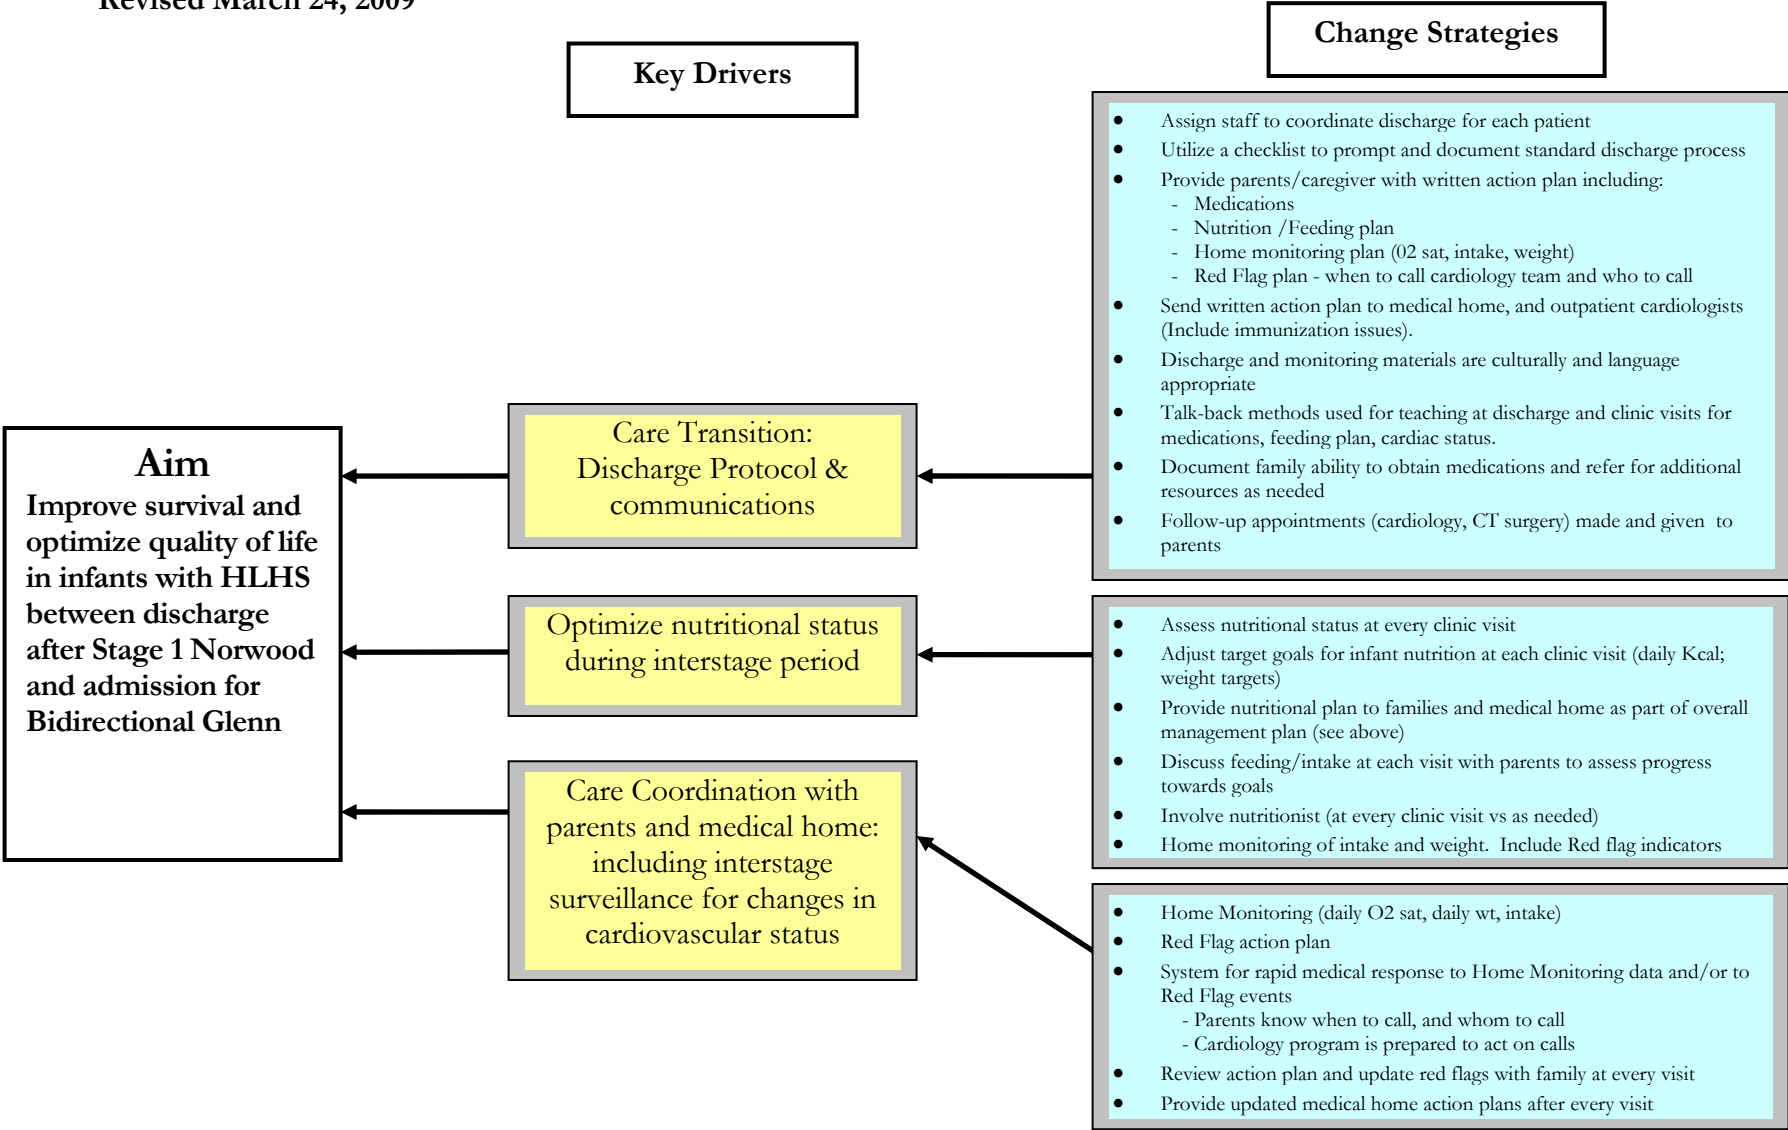 Revised March 24, 2009
Key Drivers
Change Strategies
Aim
Improve survival and
optimize quality of life
in infants with HLHS
between discharge
after Stage 1 Norwood
and admission for
Bidirectional Glenn
Care Transition:
Discharge Protocol &
communications
Optimize nutritional status
during interstage period
Care Coordination with
parents and medical home:
including interstage
surveillance for changes in
cardiovascular status
• Assign staff to coordinate discharge for each patient
• Utilize a checklist to prompt and document standard discharge process
• Provide parents/caregiver with written action plan including:
- Medications
- Nutrition /Feeding plan
- Home monitoring plan (02 sat, intake, weight)
- Red Flag plan - when to call cardiology team and who to call
• Send written action plan to medical home, and outpatient cardiologists
(Include immunization issues).
• Discharge and monitoring materials are culturally and language
appropriate
• Talk-back methods used for teaching at discharge and clinic visits for
medications, feeding plan, cardiac status.
• Document family ability to obtain medications and refer for additional
resources as needed
• Follow-up appointments (cardiology, CT surgery) made and given to
parents
• Assess nutritional status at every clinic visit
• Adjust target goals for infant nutrition at each clinic visit (daily Kcal;
weight targets)
• Provide nutritional plan to families and medical home as part of overall
management plan (see above)
• Discuss feeding/intake at each visit with parents to assess progress
towards goals
• Involve nutritionist (at every clinic visit vs as needed)
• Home monitoring of intake and weight. Include Red flag indicators
• Home Monitoring (daily O2 sat, daily wt, intake)
• Red Flag action plan
• System for rapid medical response to Home Monitoring data and/or to
Red Flag events
- Parents know when to call, and whom to call
- Cardiology program is prepared to act on calls
• Review action plan and update red flags with family at every visit
• Provide updated medical home action plans after every visit